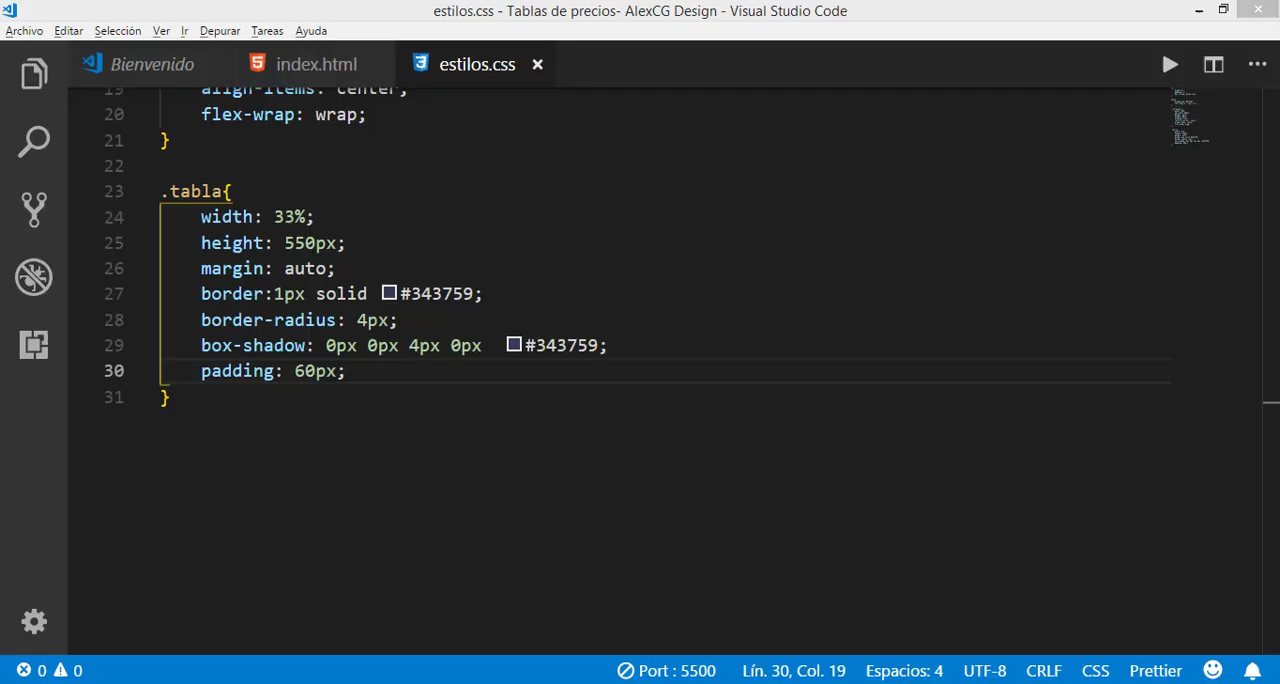 estilos.css - Tablas de precios- AlexCG Design - Visual Studio Code
Archivo Editar Selección Ver Ir Depurar Tareas Ayuda
Bienvenido index.html estilos.css
19 align-items: center;
20 flex-wrap: wrap;
21 }
22
23 .tabla{
24 width: 33%;
25 height: 550px;
26 margin: auto;
27 border:1px solid #343759;
28 border-radius: 4px;
29 box-shadow: 0px 0px 4px 0px #343759;
30 padding: 60px;
31 }
0 0 Port : 5500 Lín. 30, Col. 19 Espacios: 4 UTF-8 CRLF CSS Prettier